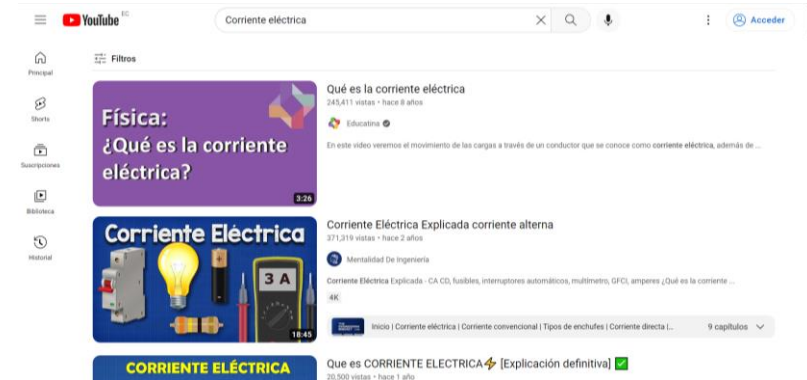 YouTube EC
Corriente eléctrica
Acceder
Principal
Shorts
Suscripciones
Biblioteca
Historial
Filtros
Física:
¿Qué es la corriente
eléctrica?
3:26
Qué es la corriente eléctrica
245,411 vistas • hace 8 años
Educatina
En este video veremos el movimiento de las cargas a través de un conductor que se conoce como corriente eléctrica, además de ...
Corriente Eléctrica
3 A
18:45
Corriente Eléctrica Explicada corriente alterna
371,319 vistas • hace 2 años
Mentalidad De Ingeniería
Corriente Eléctrica Explicada - CA CD, fusibles, interruptores automáticos, multímetro, GFCI, amperes ¿Qué es la corriente ...
4K
Inicio | Corriente eléctrica | Corriente convencional | Tipos de enchufes | Corriente directa |...
9 capítulos
CORRIENTE ELÉCTRICA
Que es CORRIENTE ELECTRICA⚡ [Explicación definitiva] ✅
20,500 vistas • hace 1 año